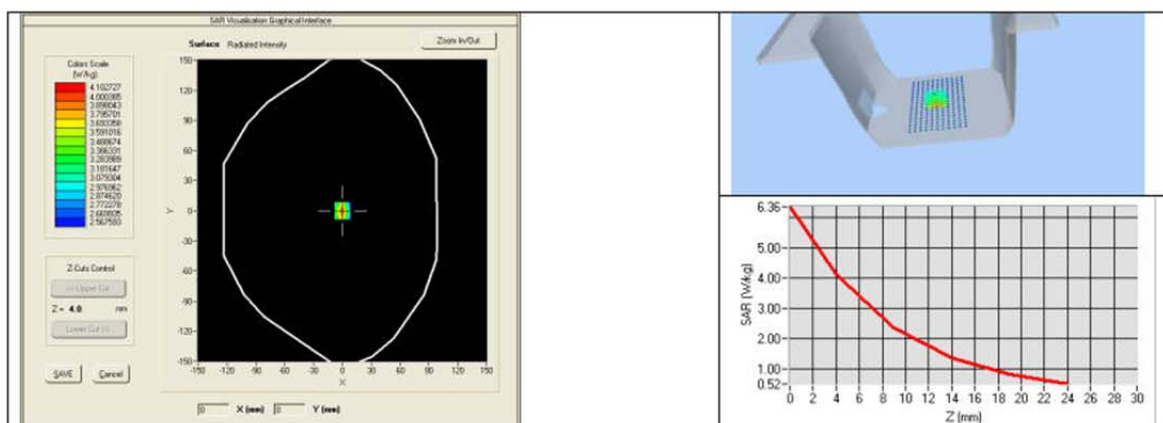 SAR Visualisation Graphical Interface
Surface Radiated Intensity
Zoom In/Out
Colors Scale
(W/kg)
4.102727
4.000385
3.898043
3.795701
3.693358
3.591016
3.488674
3.386331
3.283989
3.181647
3.079304
2.976962
2.874620
2.772278
2.669935
2.567593
150
120
90
60
30
0
-30
-60
-90
-120
-150
Y
-150 -120 -90 -60 -30 0 30 60 90 120 150
X
Z-Cuts Control
<< Upper Cut
Z = 4.0 mm
Lower Cut >>
SAVE Cancel
0 X (mm) 0 Y (mm)
6.36
5.00
4.00
3.00
2.00
1.00
0.52
SAR (W/kg)
0 2 4 6 8 10 12 14 16 18 20 22 24 26 28 30
Z (mm)